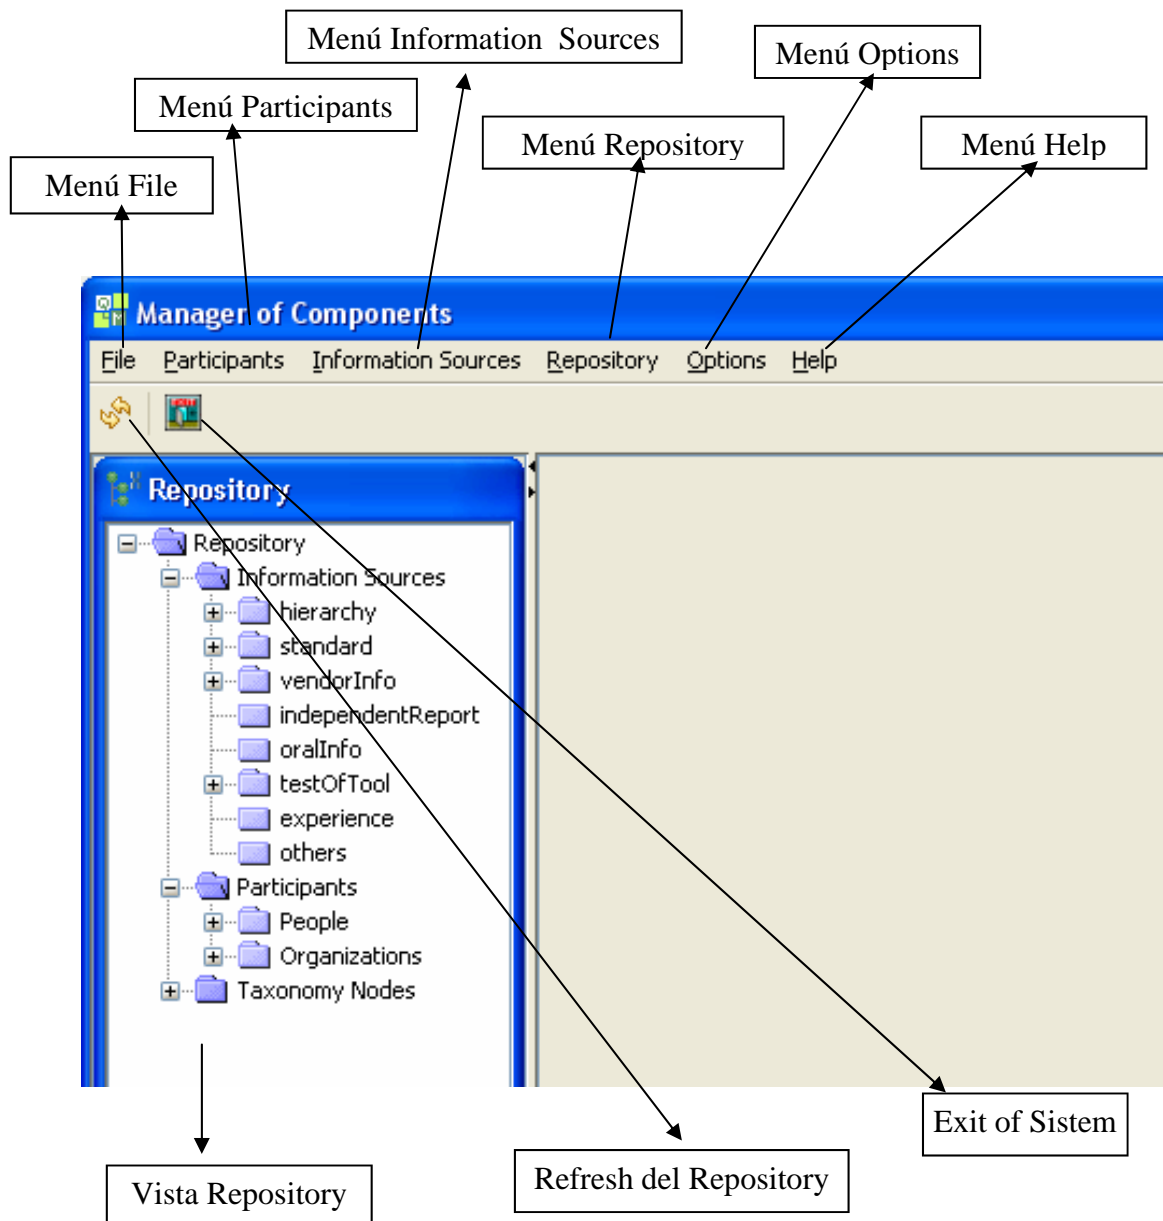 Menú Information  Sources
Menú Options
Menú Participants
Menú Repository
Menú Help
Menú File
Manager of Components
File Participants Information Sources Repository Options Help
Repository
Repository
Information Sources
hierarchy
standard
vendorInfo
independentReport
oralInfo
testOfTool
experience
others
Participants
People
Organizations
Taxonomy Nodes
Exit of Sistem
Refresh del Repository
Vista Repository